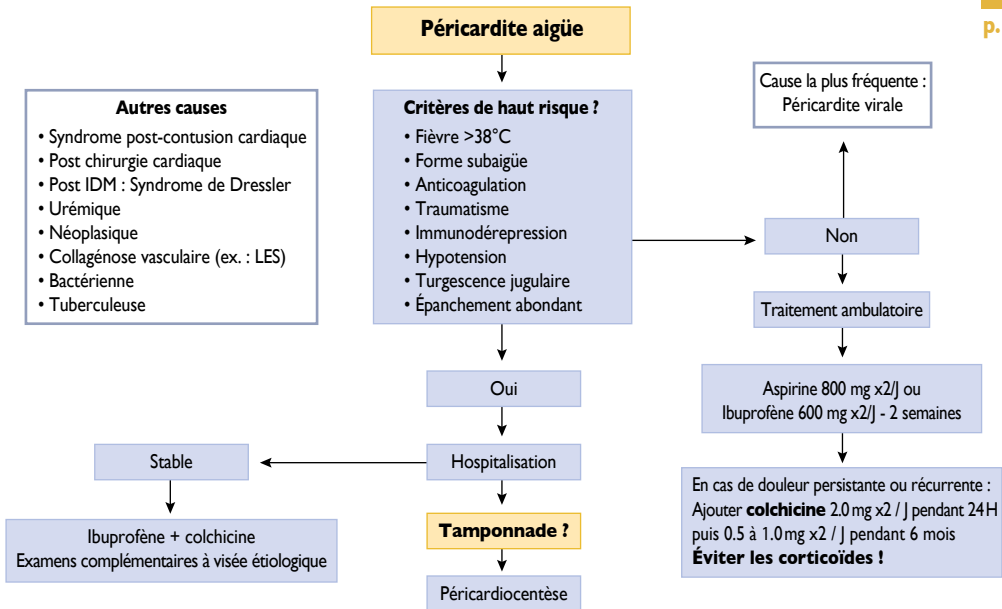 Péricardite aigüe
p.
Autres causes
• Syndrome post-contusion cardiaque
• Post chirurgie cardiaque
• Post IDM : Syndrome de Dressler
• Urémique
• Néoplasique
• Collagénose vasculaire (ex. : LES)
• Bactérienne
• Tuberculeuse
Critères de haut risque ?
• Fièvre >38°C
• Forme subaigüe
• Anticoagulation
• Traumatisme
• Immunodérepression
• Hypotension
• Turgescence jugulaire
• Épanchement abondant
Cause la plus fréquente :
Péricardite virale
Non
Traitement ambulatoire
Aspirine 800 mg x2/J ou
Ibuprofène 600 mg x2/J - 2 semaines
En cas de douleur persistante ou récurrente :
Ajouter colchicine 2.0 mg x2 / J pendant 24H
puis 0.5 à 1.0 mg x2 / J pendant 6 mois
Éviter les corticoïdes !
Oui
Hospitalisation
Stable
Ibuprofène + colchicine
Examens complémentaires à visée étiologique
Tamponnade ?
Péricardiocentèse